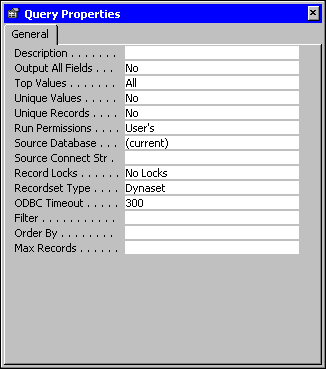 Query Properties
General
Description . . . . . . .
Output All Fields . . . No
Top Values . . . . . . . All
Unique Values . . . . . No
Unique Records . . . . No
Run Permissions . . . . User's
Source Database . . . (current)
Source Connect Str .
Record Locks . . . . . . No Locks
Recordset Type . . . . Dynaset
ODBC Timeout . . . . . 300
Filter . . . . . . . . . . .
Order By . . . . . . . .
Max Records . . . . . .